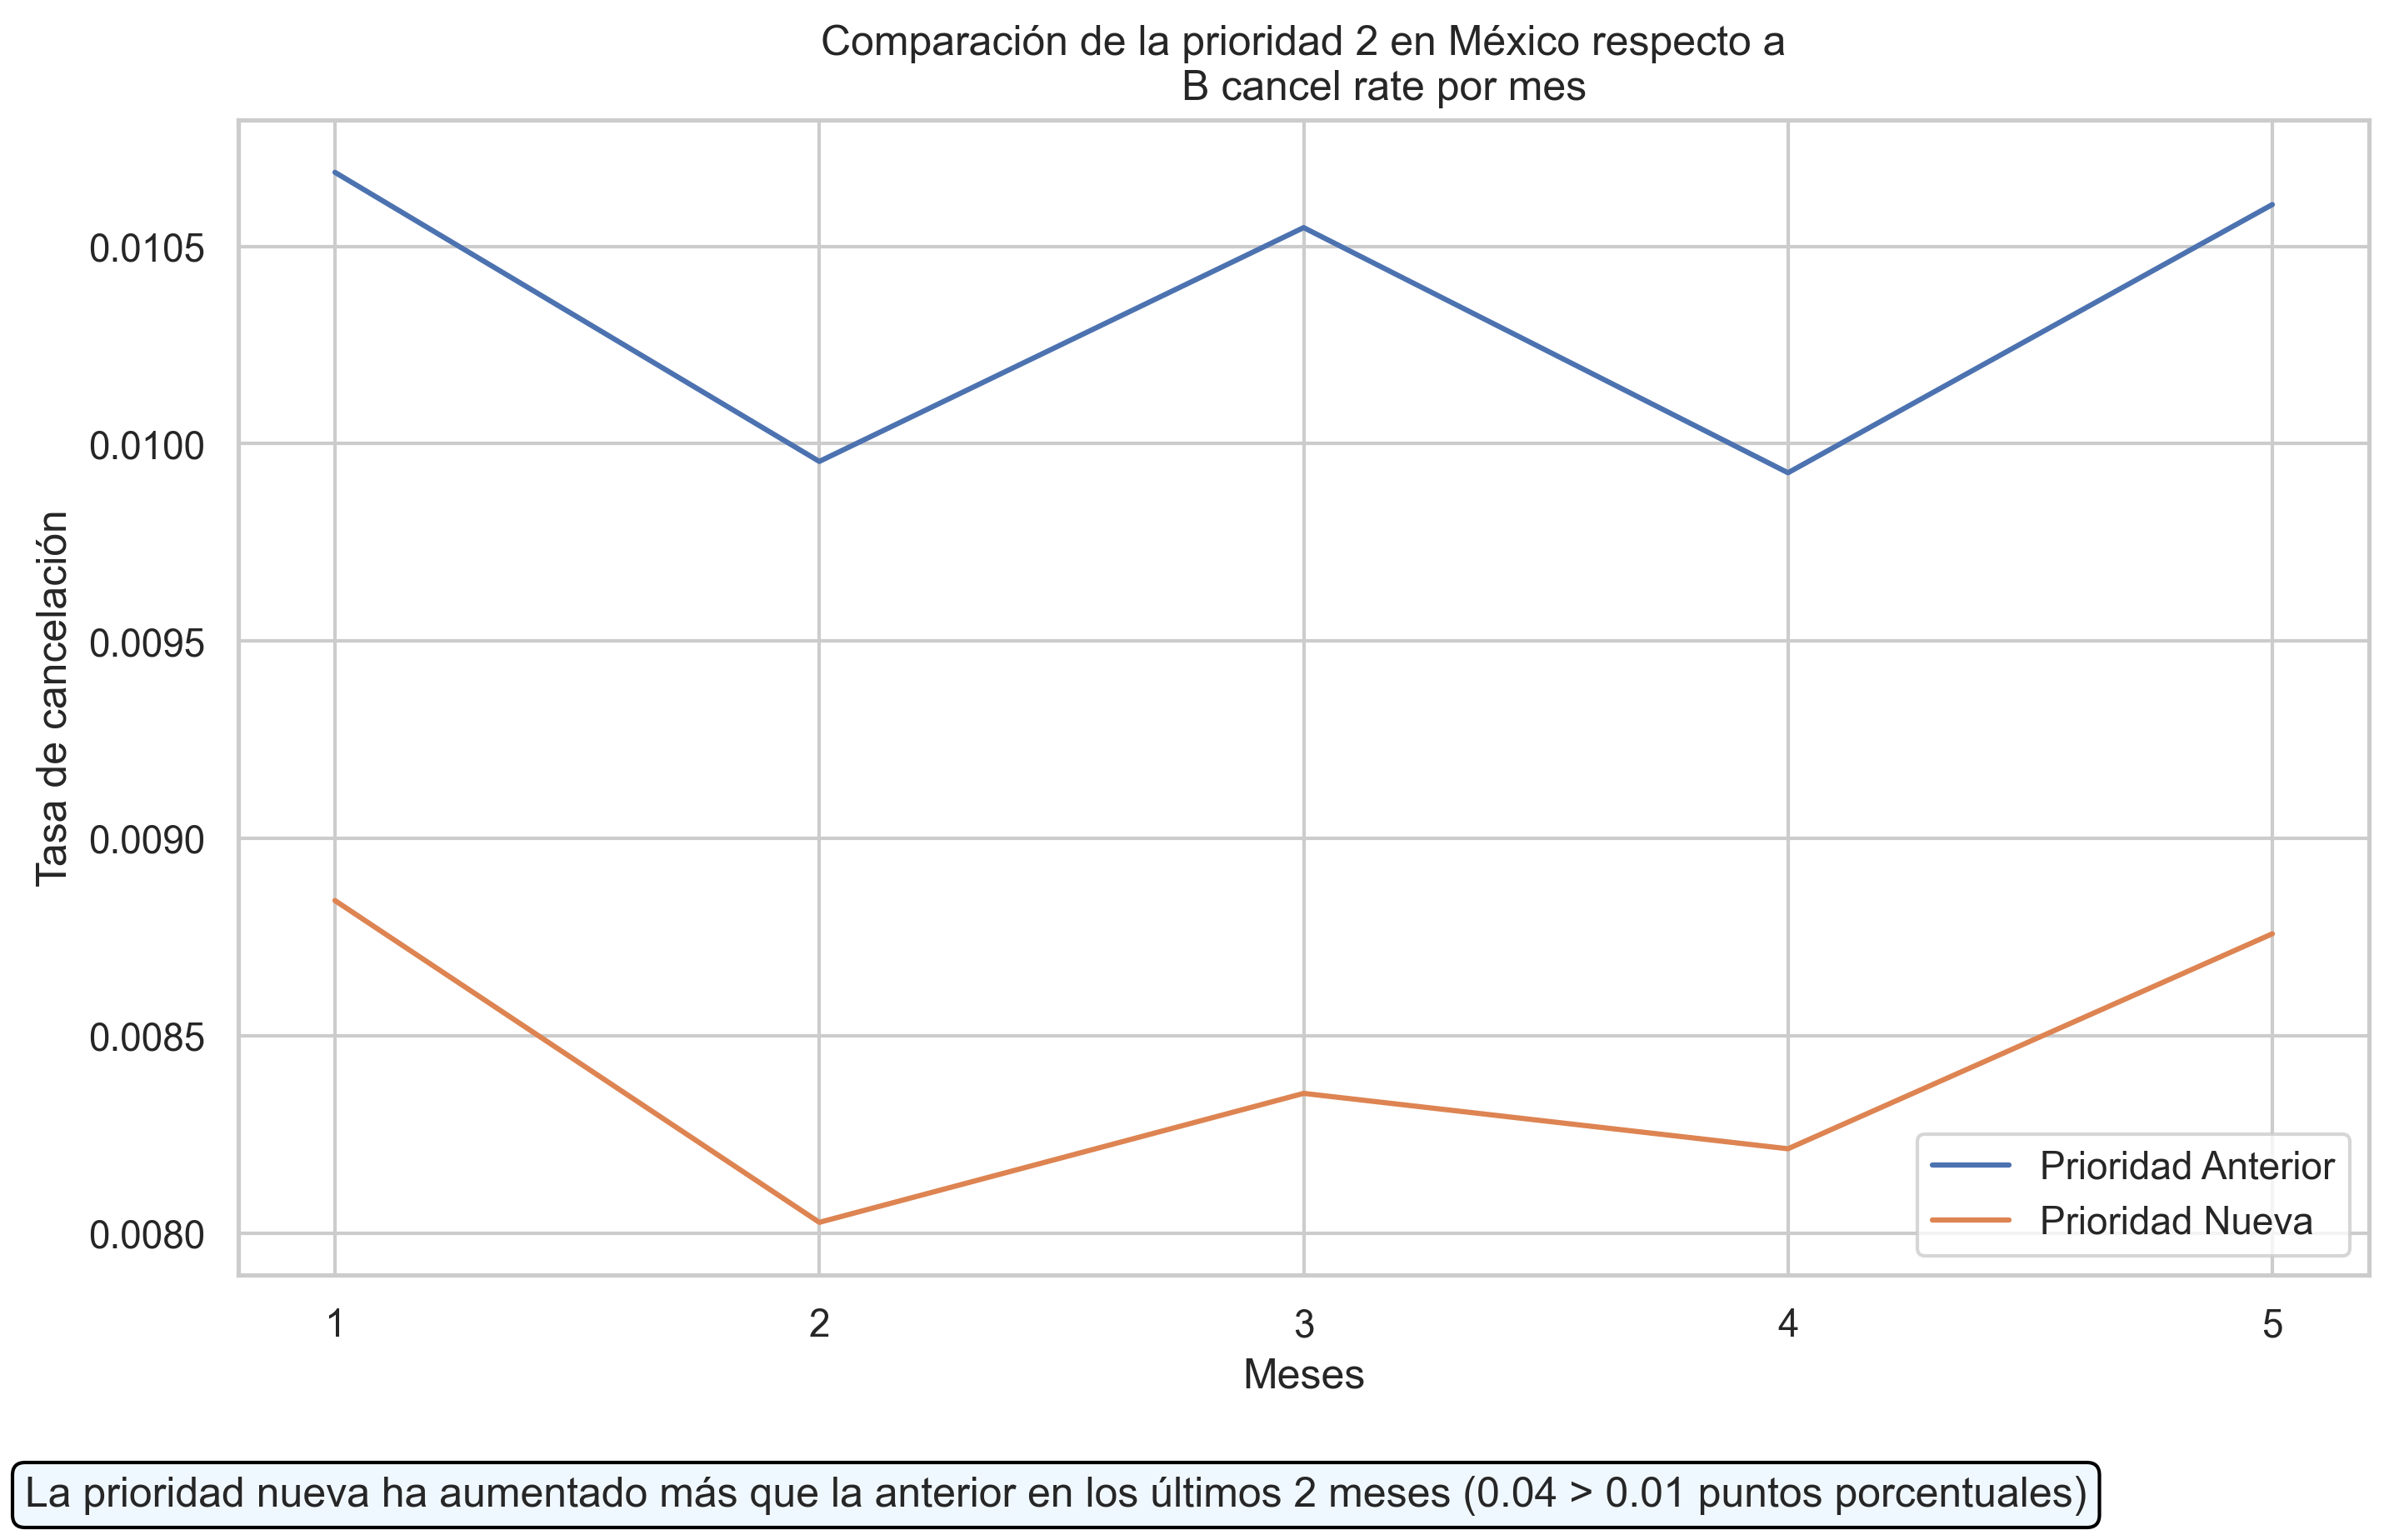 Comparación de la prioridad 2 en México respecto a
B cancel rate por mes
Tasa de cancelación
0.0105
0.0100
0.0095
0.0090
0.0085
0.0080
Prioridad Anterior
Prioridad Nueva
1 2 3 4 5
Meses
La prioridad nueva ha aumentado más que la anterior en los últimos 2 meses (0.04 > 0.01 puntos porcentuales)